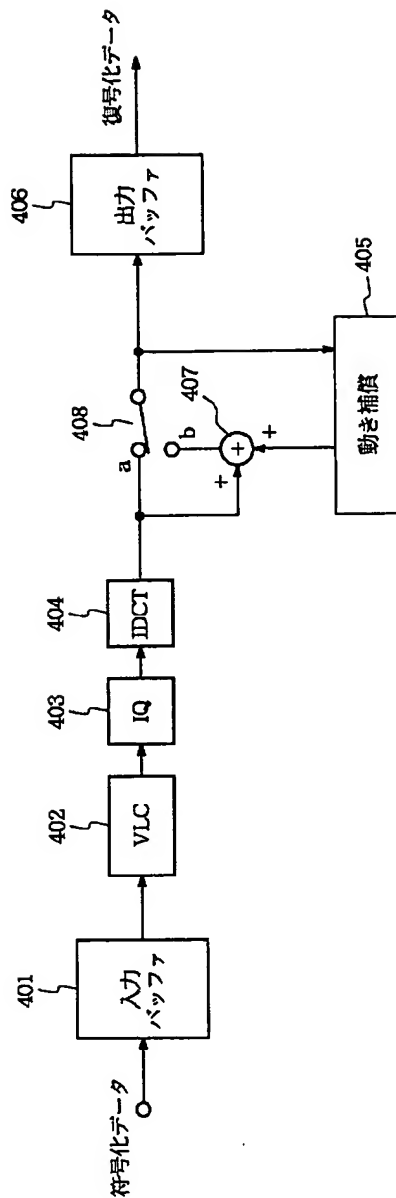 符号化データ
401
入力
バッファ
402
VLC
403
IQ
404
IDCT
a
408
b
407
+
+
+
405
動き補償
406
出力
バッファ
復号化データ